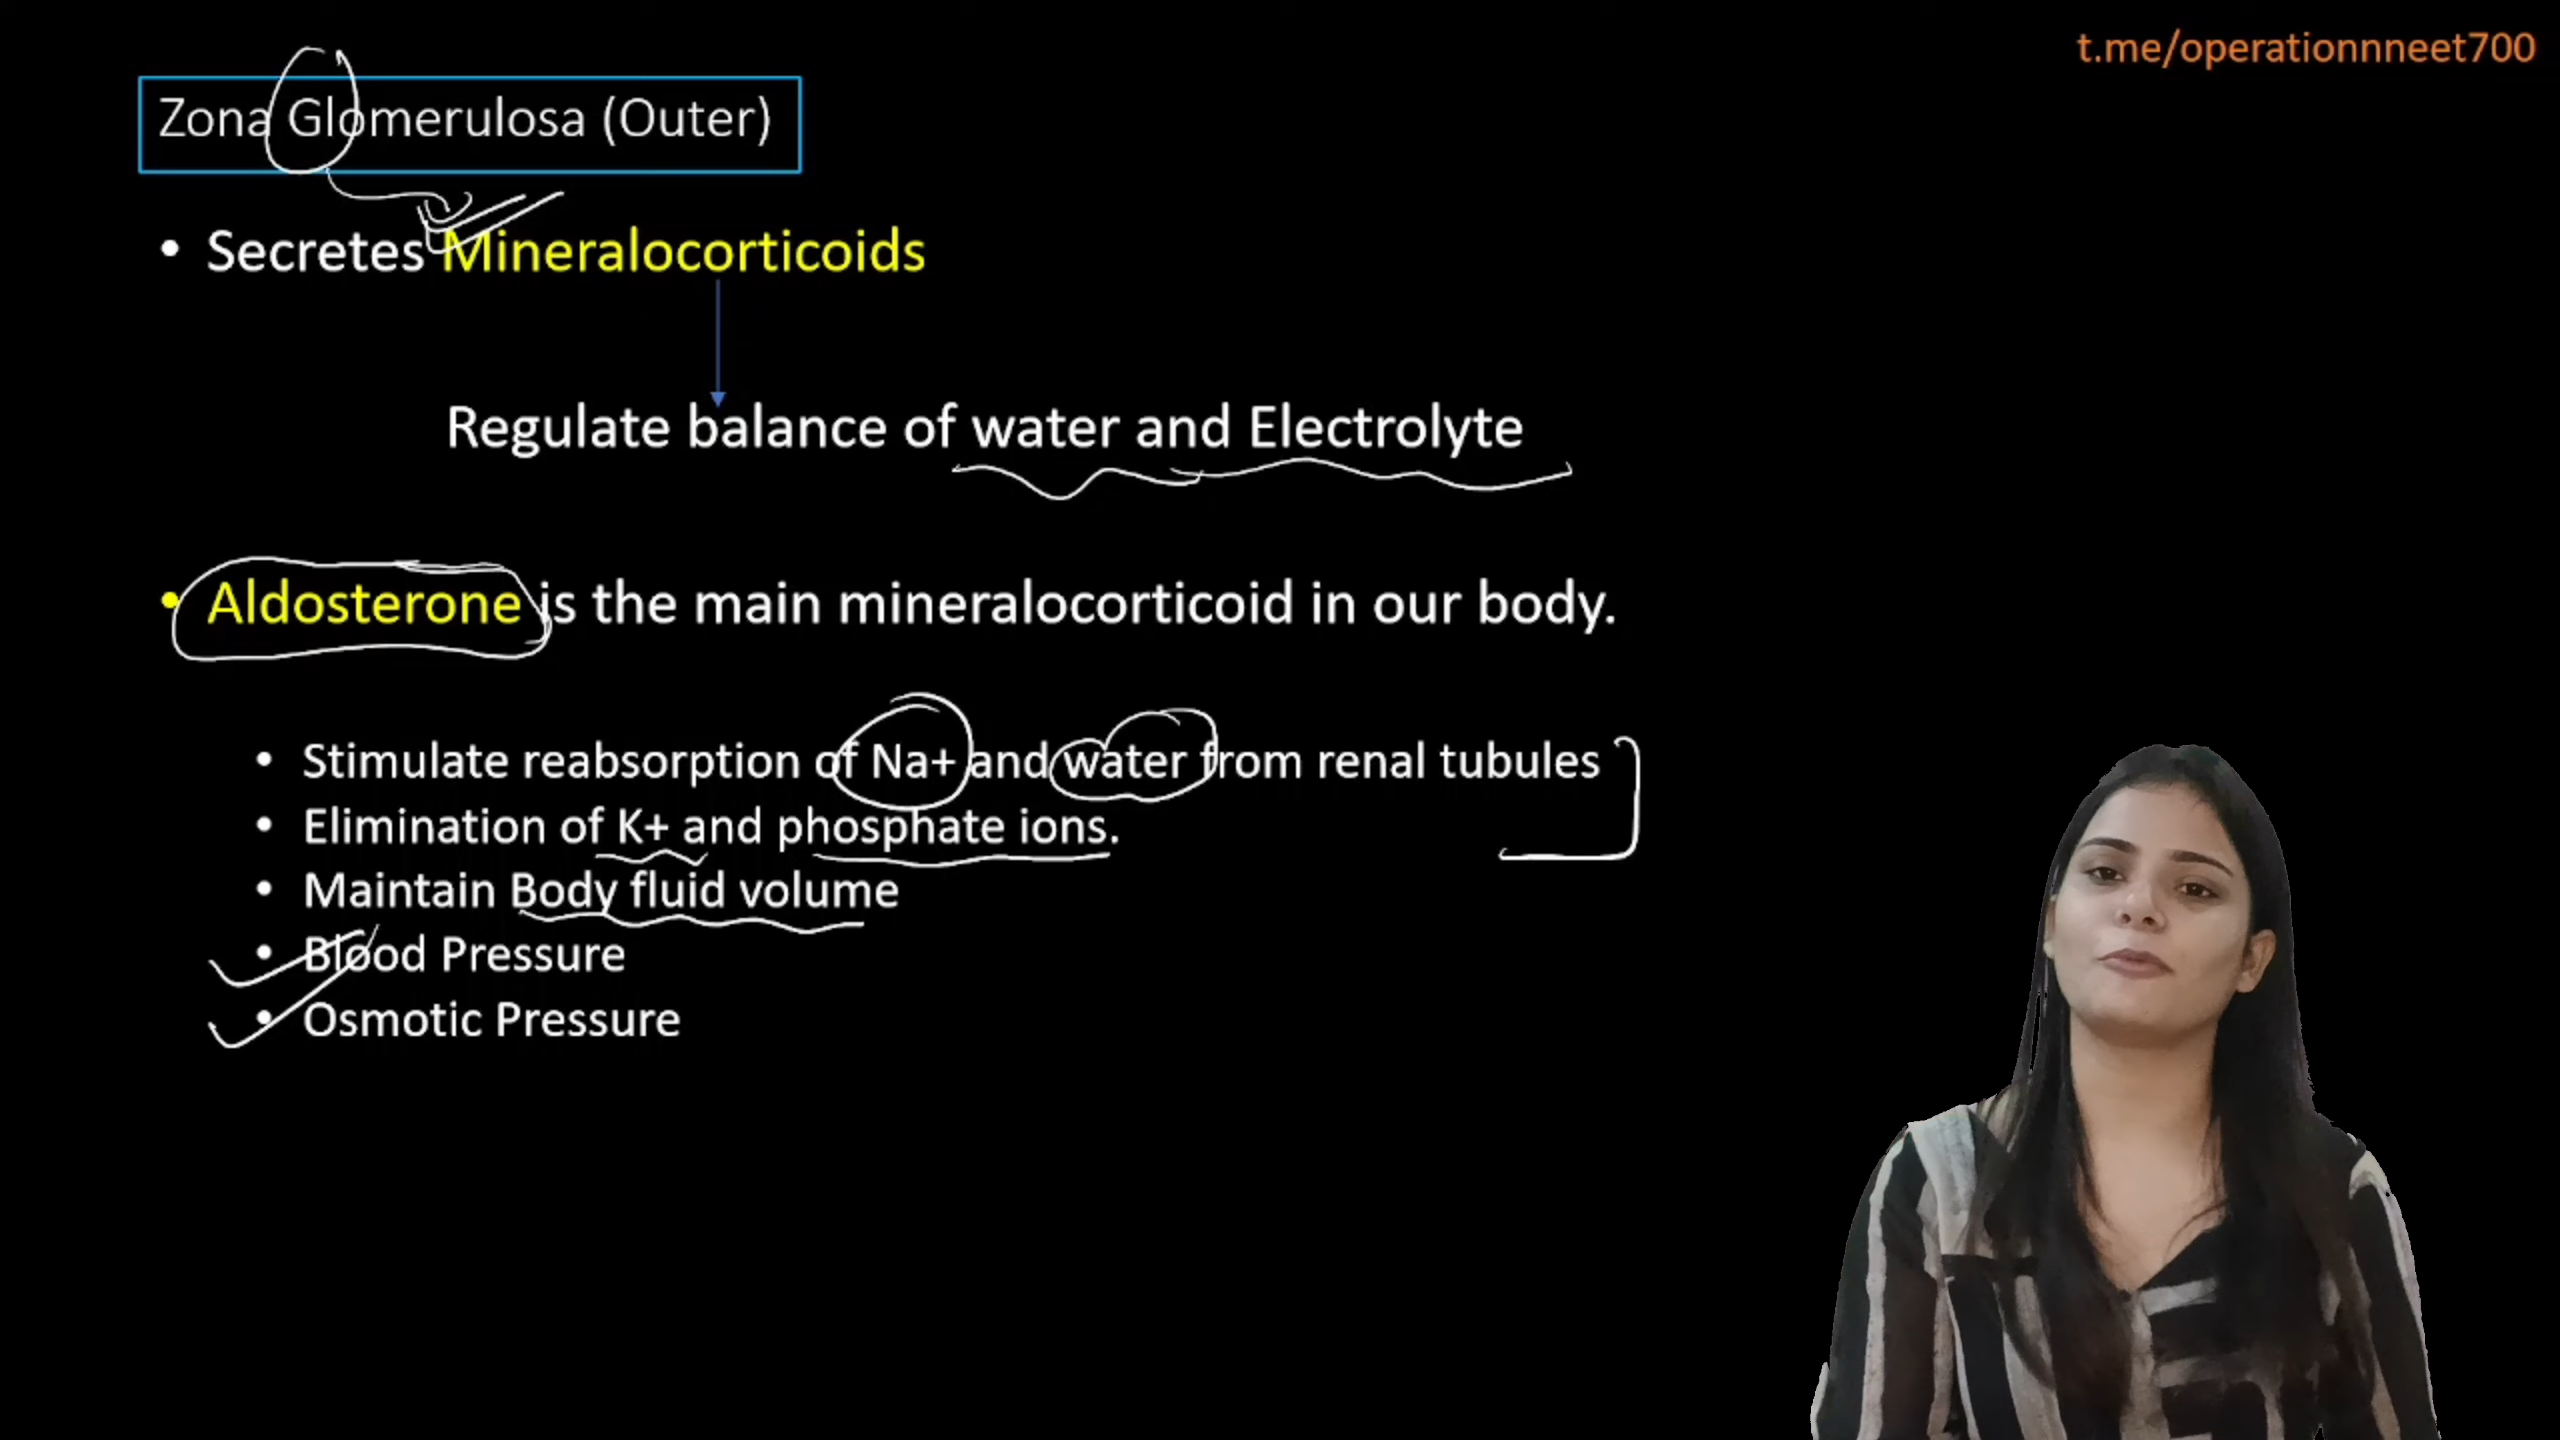 t.me/operationnneet700
Zona Glomerulosa (Outer)
• Secretes Mineralocorticoids
Regulate balance of water and Electrolyte
• Aldosterone is the main mineralocorticoid in our body.
• Stimulate reabsorption of Na+ and water from renal tubules
• Elimination of K+ and phosphate ions.
• Maintain Body fluid volume
• Blood Pressure
• Osmotic Pressure